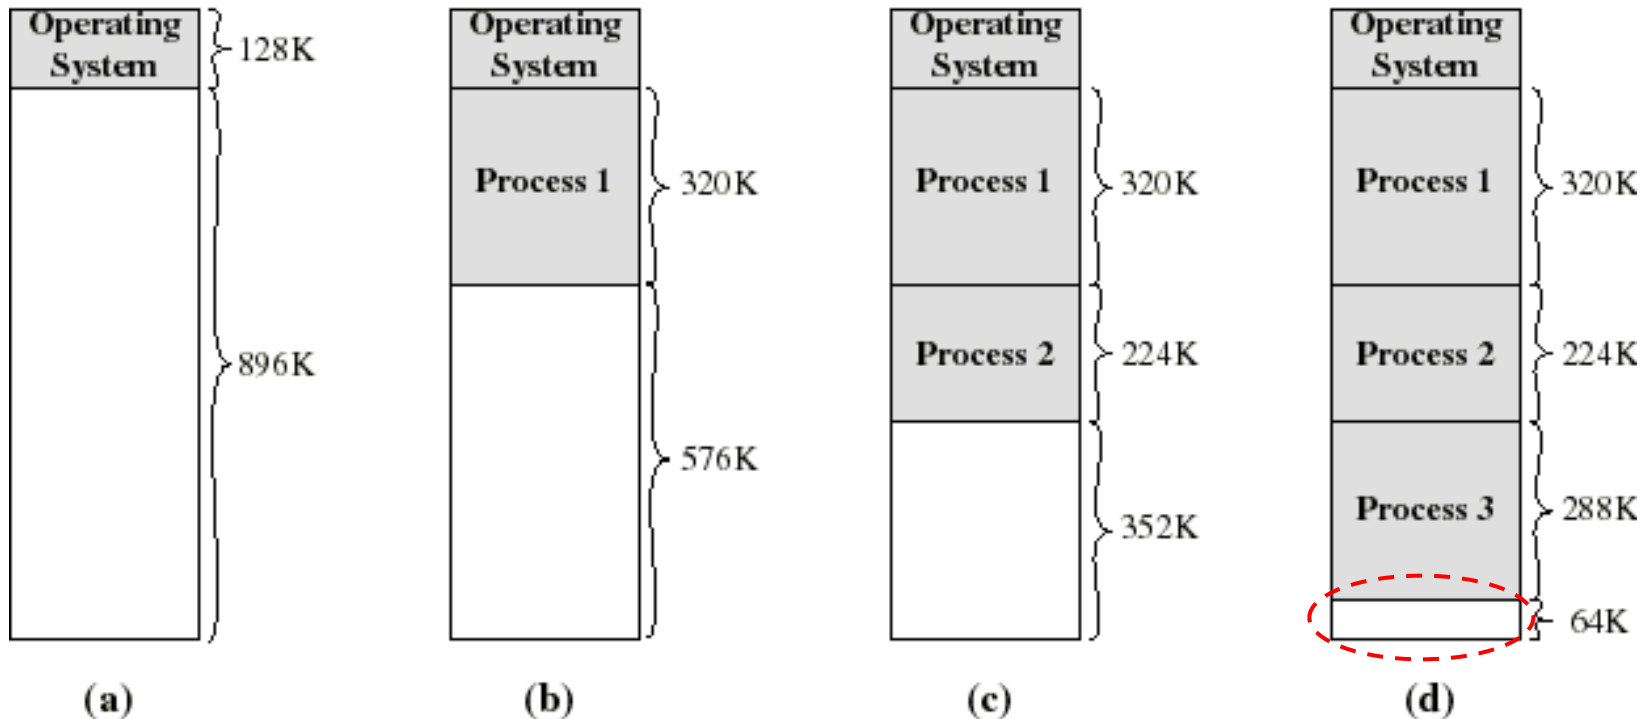 Operating
System
128K
896K
(a)
Operating
System
Process 1
320K
576K
(b)
Operating
System
Process 1
320K
Process 2
224K
352K
(c)
Operating
System
Process 1
320K
Process 2
224K
Process 3
288K
64K
(d)